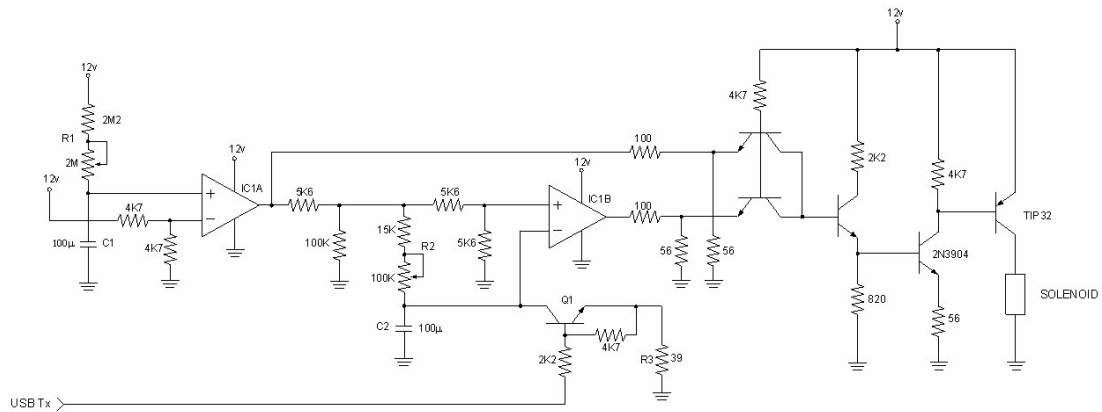 12v
12v
2M2
R1
2M
12v
12v
IC1A
4K7
4K7
100µ
C1
5K6
100K
15K
R2
100K
5K6
5K6
C2
100µ
12v
IC1B
100
100
56
56
4K7
Q1
4K7
2K2
R3
39
USB Tx
2K2
820
4K7
2N3904
56
TIP 32
SOLENOID